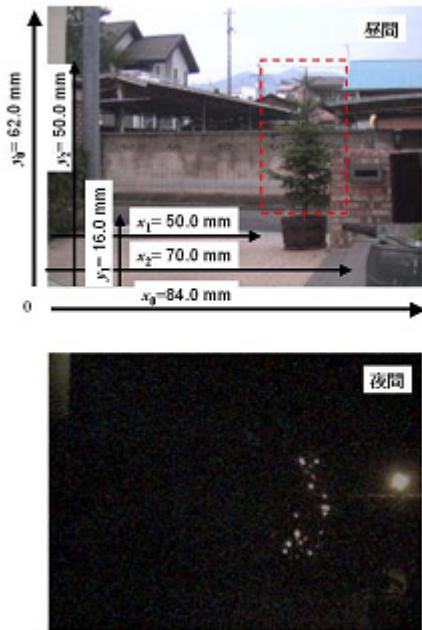 昼間
y₀= 62.0 mm
y₂= 50.0 mm
y₁= 16.0 mm
x₁= 50.0 mm
x₂= 70.0 mm
x₀=84.0 mm
0
夜間